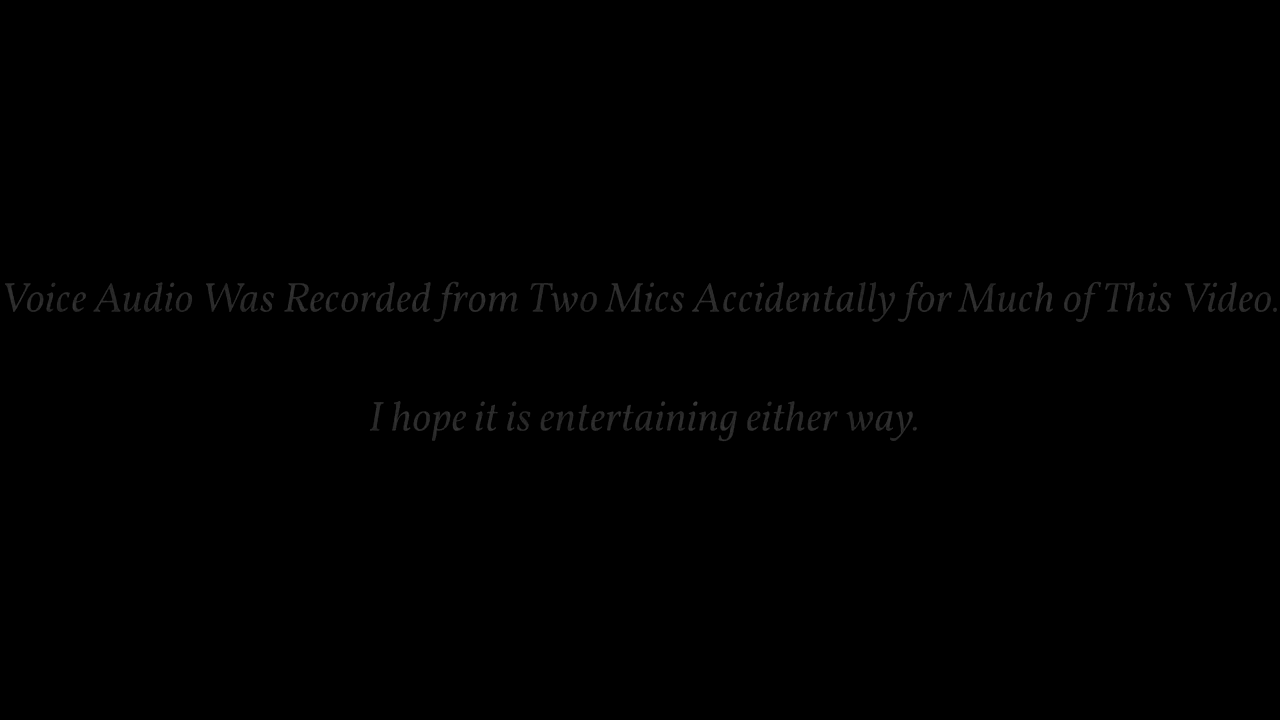 Voice Audio Was Recorded from Two Mics Accidentally for Much of This Video.
I hope it is entertaining either way.